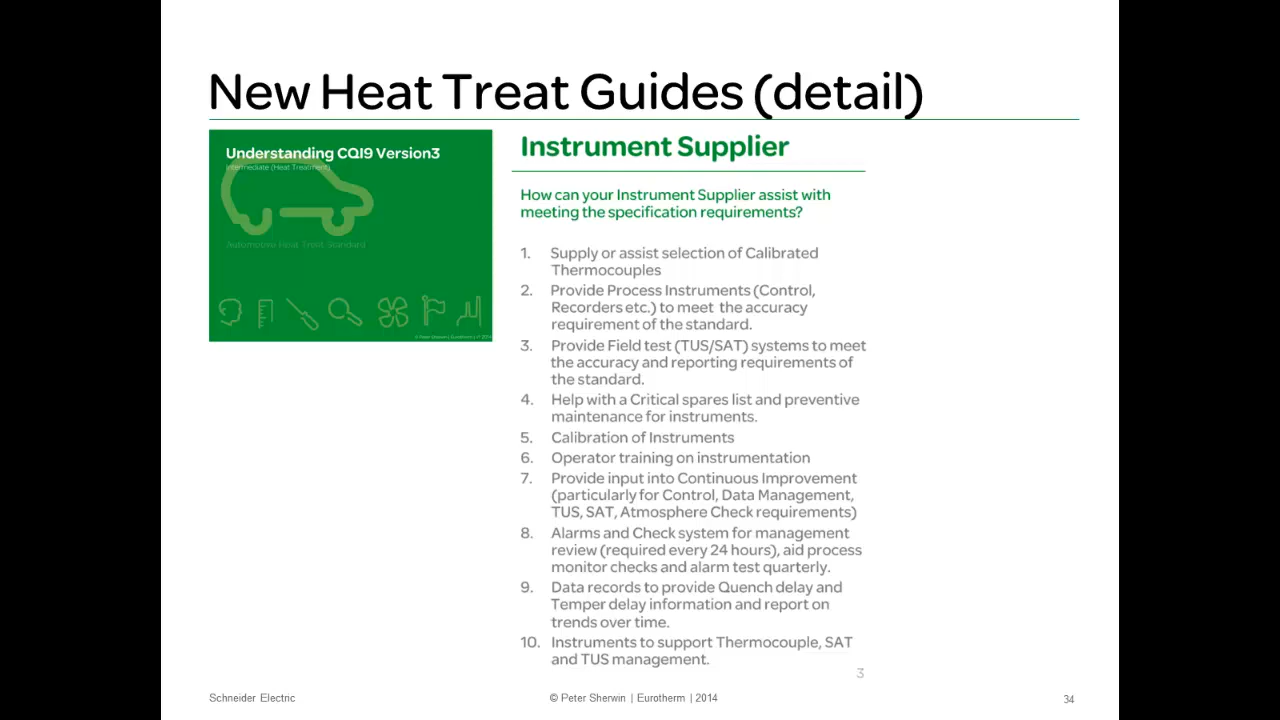 New Heat Treat Guides (detail)
Understanding CQI9 Version3
Intermediate (Heat Treatment)
Automotive Heat Treat Standard
© Peter Sherwin | Eurotherm | © 2014
Instrument Supplier
How can your Instrument Supplier assist with
meeting the specification requirements?
1. Supply or assist selection of Calibrated
Thermocouples
2. Provide Process Instruments (Control,
Recorders etc.) to meet the accuracy
requirement of the standard.
3. Provide Field test (TUS/SAT) systems to meet
the accuracy and reporting requirements of
the standard.
4. Help with a Critical spares list and preventive
maintenance for instruments.
5. Calibration of Instruments
6. Operator training on instrumentation
7. Provide input into Continuous Improvement
(particularly for Control, Data Management,
TUS, SAT, Atmosphere Check requirements)
8. Alarms and Check system for management
review (required every 24 hours), aid process
monitor checks and alarm test quarterly.
9. Data records to provide Quench delay and
Temper delay information and report on
trends over time.
10. Instruments to support Thermocouple, SAT
and TUS management.
3
Schneider Electric
© Peter Sherwin | Eurotherm | 2014
34